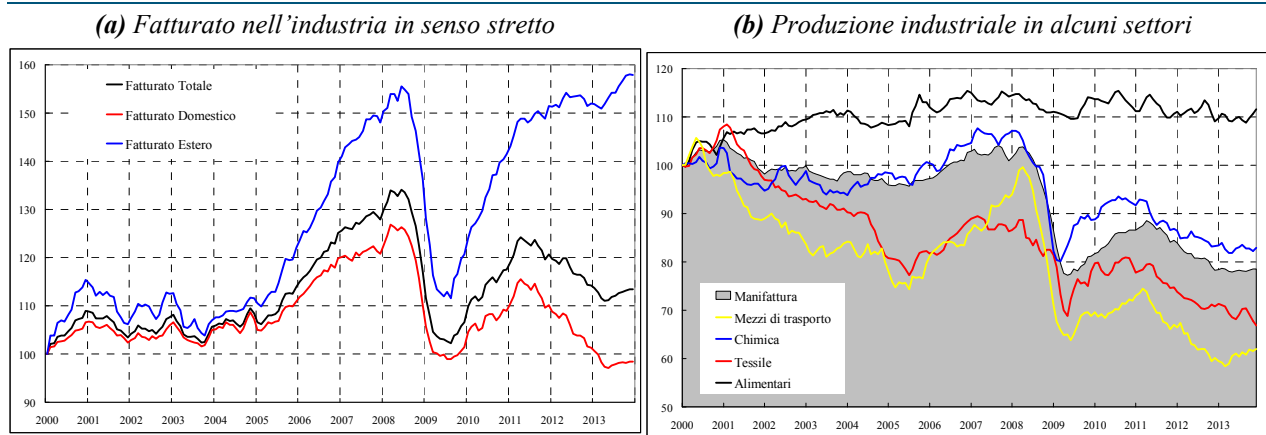 (a) Fatturato nell’industria in senso stretto
160
150
140
130
120
110
100
90
Fatturato Totale
Fatturato Domestico
Fatturato Estero
2000 2001 2002 2003 2004 2005 2006 2007 2008 2009 2010 2011 2012 2013
(b) Produzione industriale in alcuni settori
120
110
100
90
80
70
60
50
Manifattura
Mezzi di trasporto
Chimica
Tessile
Alimentari
2000 2001 2002 2003 2004 2005 2006 2007 2008 2009 2010 2011 2012 2013